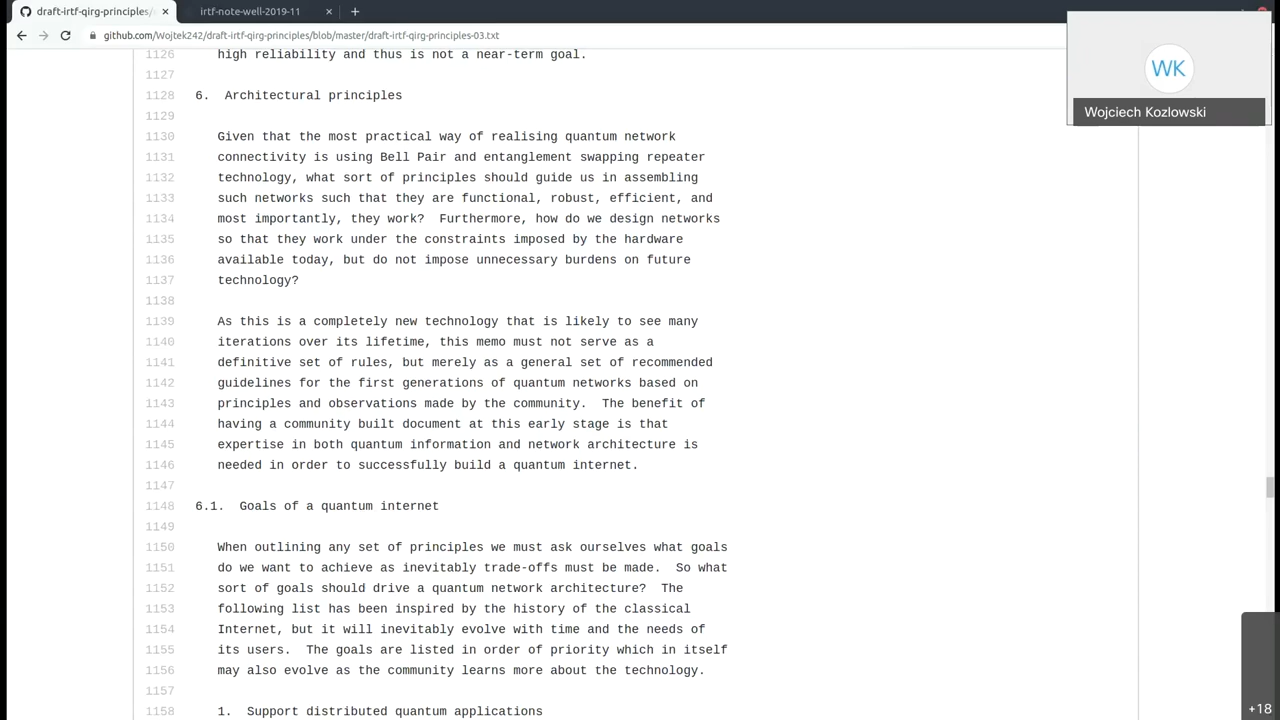 draft-irtf-qirg-principles/
irtf-note-well-2019-11
github.com/Wojtek242/draft-irtf-qirg-principles/blob/master/draft-irtf-qirg-principles-03.txt
WK
Wojciech Kozlowski
1126 high reliability and thus is not a near-term goal.
1127
1128 6. Architectural principles
1129
1130 Given that the most practical way of realising quantum network
1131 connectivity is using Bell Pair and entanglement swapping repeater
1132 technology, what sort of principles should guide us in assembling
1133 such networks such that they are functional, robust, efficient, and
1134 most importantly, they work? Furthermore, how do we design networks
1135 so that they work under the constraints imposed by the hardware
1136 available today, but do not impose unnecessary burdens on future
1137 technology?
1138
1139 As this is a completely new technology that is likely to see many
1140 iterations over its lifetime, this memo must not serve as a
1141 definitive set of rules, but merely as a general set of recommended
1142 guidelines for the first generations of quantum networks based on
1143 principles and observations made by the community. The benefit of
1144 having a community built document at this early stage is that
1145 expertise in both quantum information and network architecture is
1146 needed in order to successfully build a quantum internet.
1147
1148 6.1. Goals of a quantum internet
1149
1150 When outlining any set of principles we must ask ourselves what goals
1151 do we want to achieve as inevitably trade-offs must be made. So what
1152 sort of goals should drive a quantum network architecture? The
1153 following list has been inspired by the history of the classical
1154 Internet, but it will inevitably evolve with time and the needs of
1155 its users. The goals are listed in order of priority which in itself
1156 may also evolve as the community learns more about the technology.
1157
1158 1. Support distributed quantum applications
+18